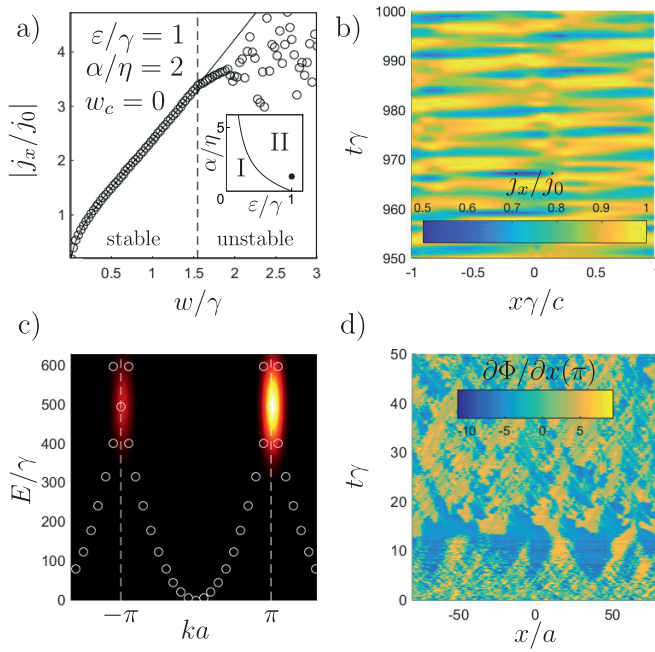 a)
ε/γ = 1
α/η = 2
w_c = 0
|j_x/j_0|
4
3
2
1
stable
unstable
0.5
1
1.5
2
2.5
3
w/γ
α/η
5
0
I
II
1
ε/γ
b)
1000
990
980
970
960
950
tγ
j_x/j_0
0.5
0.6
0.7
0.8
0.9
1
-1
-0.5
0
0.5
xγ/c
c)
E/γ
600
500
400
300
200
100
0
−π
π
ka
d)
50
40
30
20
10
0
tγ
∂Φ/∂x(π)
-10
-5
0
5
-50
0
50
x/a